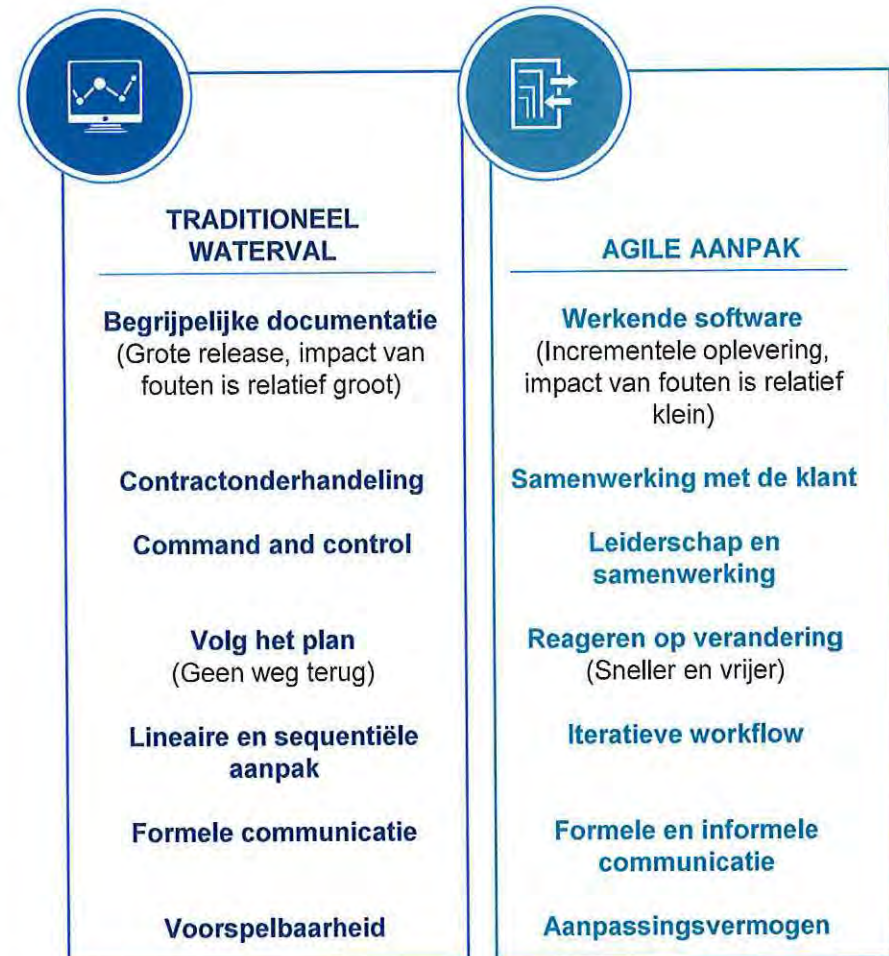 TRADITIONEEL
WATERVAL
Begrijpelijke documentatie
(Grote release, impact van
fouten is relatief groot)
Contractonderhandeling
Command and control
Volg het plan
(Geen weg terug)
Lineaire en sequentiële
aanpak
Formele communicatie
Voorspelbaarheid
AGILE AANPAK
Werkende software
(Incrementele oplevering,
impact van fouten is relatief
klein)
Samenwerking met de klant
Leiderschap en
samenwerking
Reageren op verandering
(Sneller en vrijer)
Iteratieve workflow
Formele en informele
communicatie
Aanpassingsvermogen